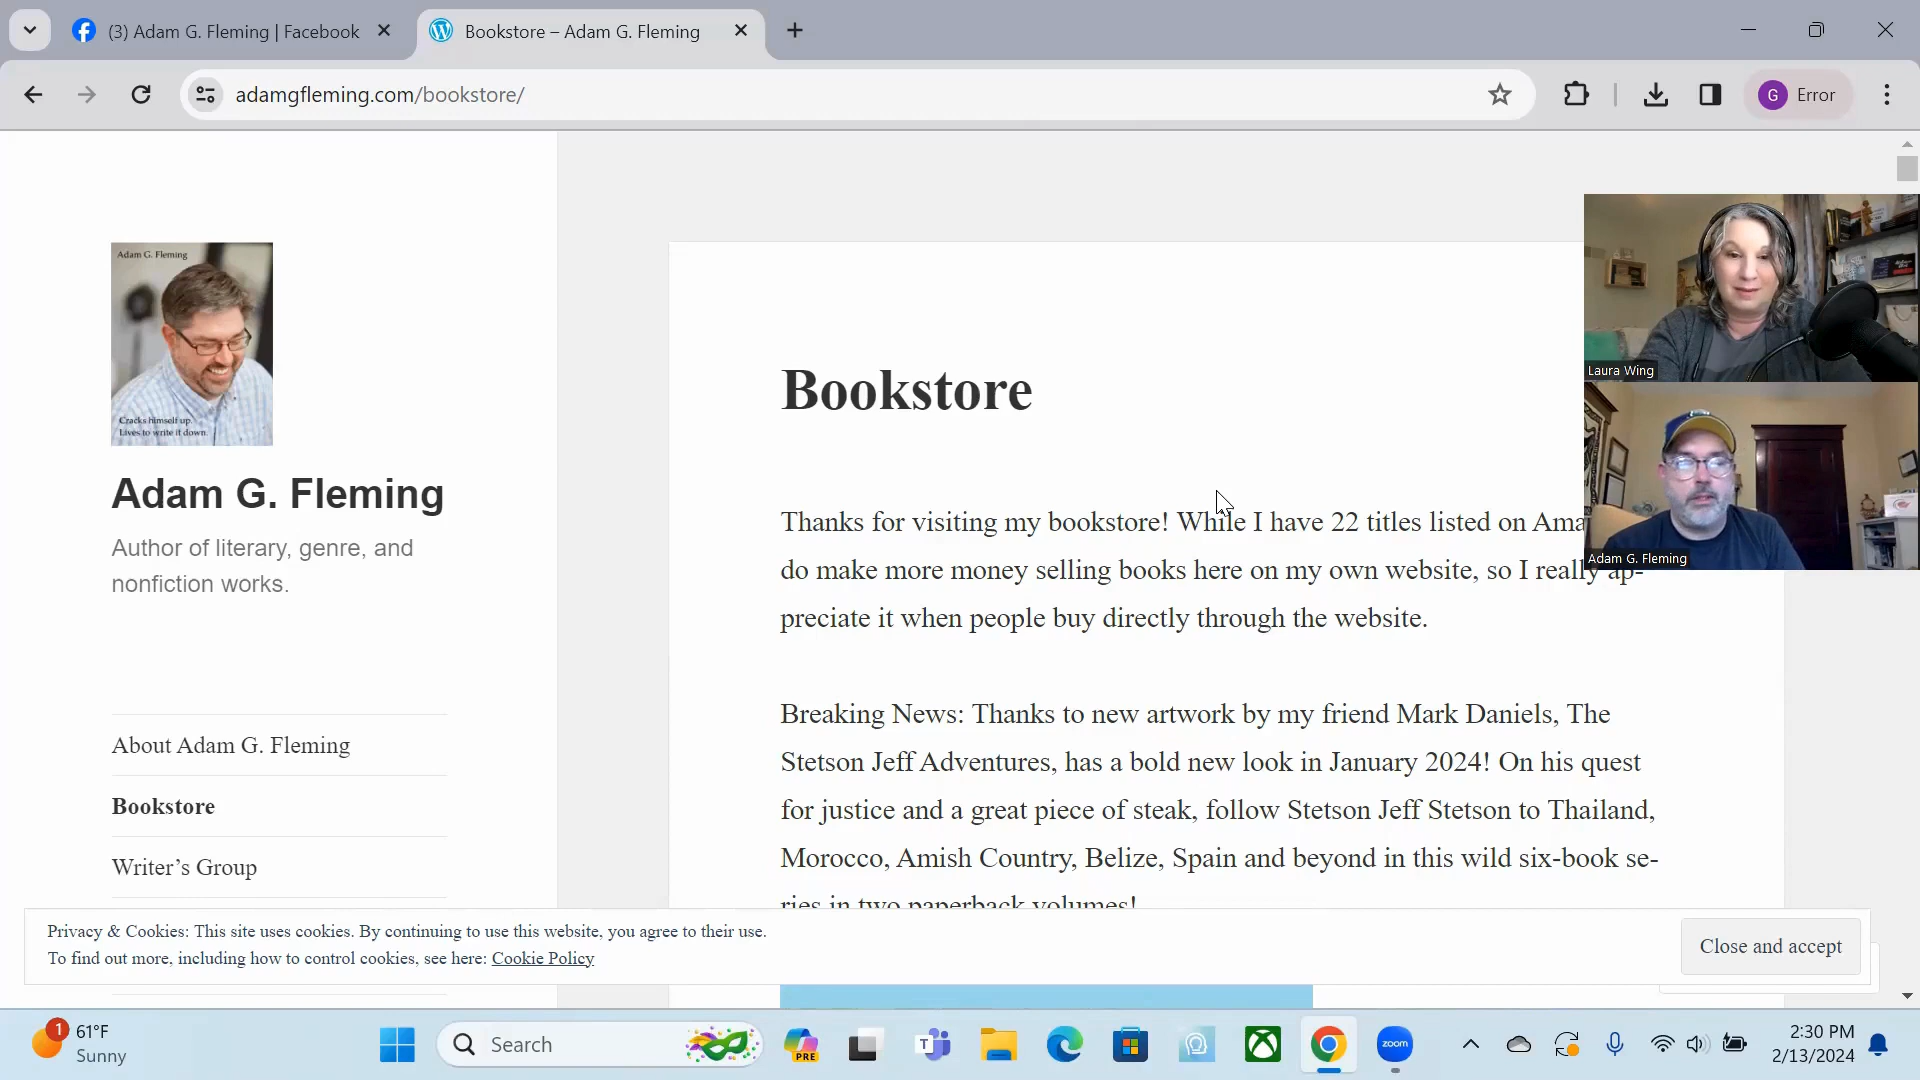 (3) Adam G. Fleming | Facebook
Bookstore – Adam G. Fleming
adamgfleming.com/bookstore/
G Error
Adam G. Fleming
Cracks himself up.
Lives to write it down.
Adam G. Fleming
Author of literary, genre, and
nonfiction works.
About Adam G. Fleming
Bookstore
Writer’s Group
Bookstore
Thanks for visiting my bookstore! While I have 22 titles listed on Ama
do make more money selling books here on my own website, so I really ap-
preciate it when people buy directly through the website.
Breaking News: Thanks to new artwork by my friend Mark Daniels, The
Stetson Jeff Adventures, has a bold new look in January 2024! On his quest
for justice and a great piece of steak, follow Stetson Jeff Stetson to Thailand,
Morocco, Amish Country, Belize, Spain and beyond in this wild six-book se-
ries in two paperback volumes!
Laura Wing
Adam G. Fleming
Privacy & Cookies: This site uses cookies. By continuing to use this website, you agree to their use.
To find out more, including how to control cookies, see here: Cookie Policy
Close and accept
1
61°F
Sunny
Search
PRE
T
zoom
2:30 PM
2/13/2024